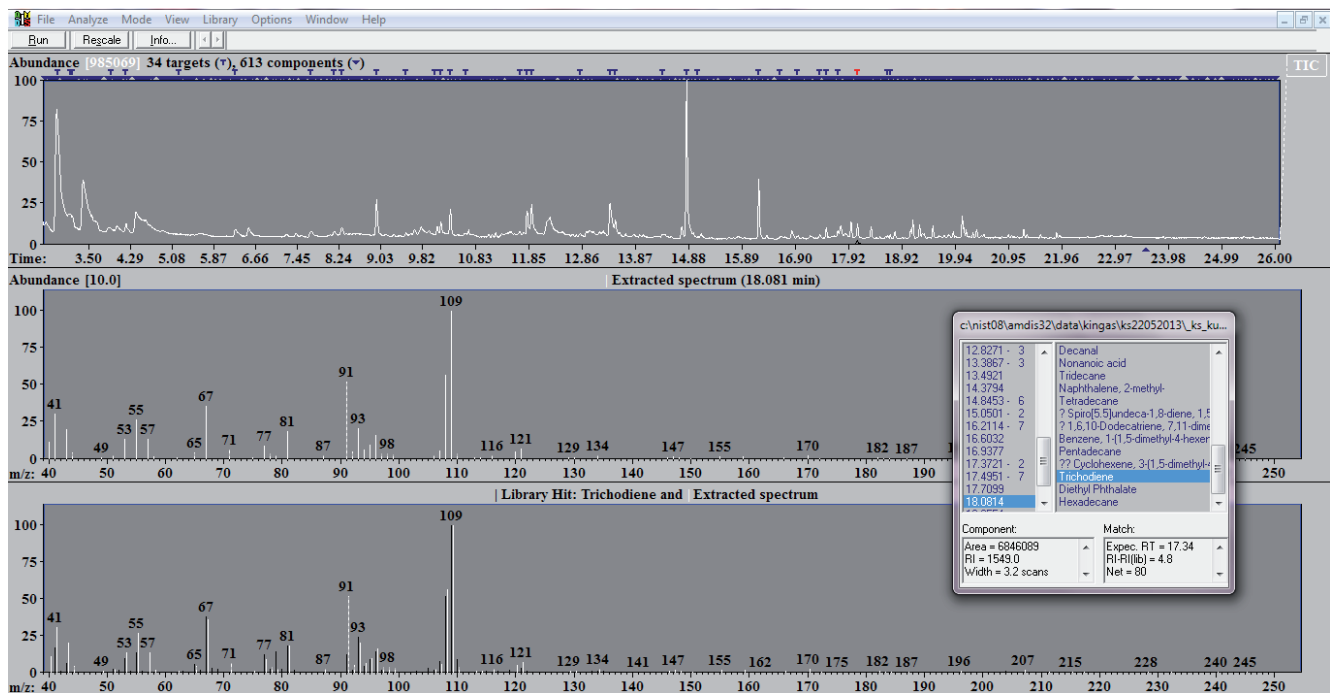 File Analyze Mode View Library Options Window Help
Run Rescale Info...
Abundance [985069] 34 targets (T), 613 components (▼)
TIC
100
75
50
25
0
Time: 3.50 4.29 5.08 5.87 6.66 7.45 8.24 9.03 9.82 10.83 11.85 12.86 13.87 14.88 15.89 16.90 17.92 18.92 19.94 20.95 21.96 22.97 23.98 24.99 26.00
Abundance [10.0] Extracted spectrum (18.081 min)
100
75
50
25
0
41 49 53 55 57 65 67 71 77 81 87 91 93 98 109 116 121 129 134 147 155 170 182 187 245
m/z: 40 50 60 70 80 90 100 110 120 130 140 150 160 170 180 190 250
| Library Hit: Trichodiene and | Extracted spectrum
100
75
50
25
0
41 49 53 55 57 65 67 71 77 81 87 91 93 98 109 116 121 129 134 141 147 155 162 170 175 182 187 196 207 215 228 240 245
m/z: 40 50 60 70 80 90 100 110 120 130 140 150 160 170 180 190 200 210 220 230 240 250
c:\nist08\amdis32\data\kingas\ks22052013\_ks_ku...
12.8271 - 3 Decanal
13.3867 - 3 Nonanoic acid
13.4921 Tridecane
14.3794 Naphthalene, 2-methyl-
14.8453 - 6 Tetradecane
15.0501 - 2 ? Spiro[5.5]undeca-1,8-diene, 1,5
16.2114 - 7 ? 1,6,10-Dodecatriene, 7,11-dime
16.6032 Benzene, 1-(1,5-dimethyl-4-hexen
16.9377 Pentadecane
17.3721 - 2 ?? Cyclohexene, 3-(1,5-dimethyl-4
17.4951 - 7 Trichodiene
17.7099 Diethyl Phthalate
18.0814 Hexadecane
Component: Match:
Area = 6846089 Expec. RT = 17.34
RI = 1549.0 RI-RI(lib) = 4.8
Width = 3.2 scans Net = 80